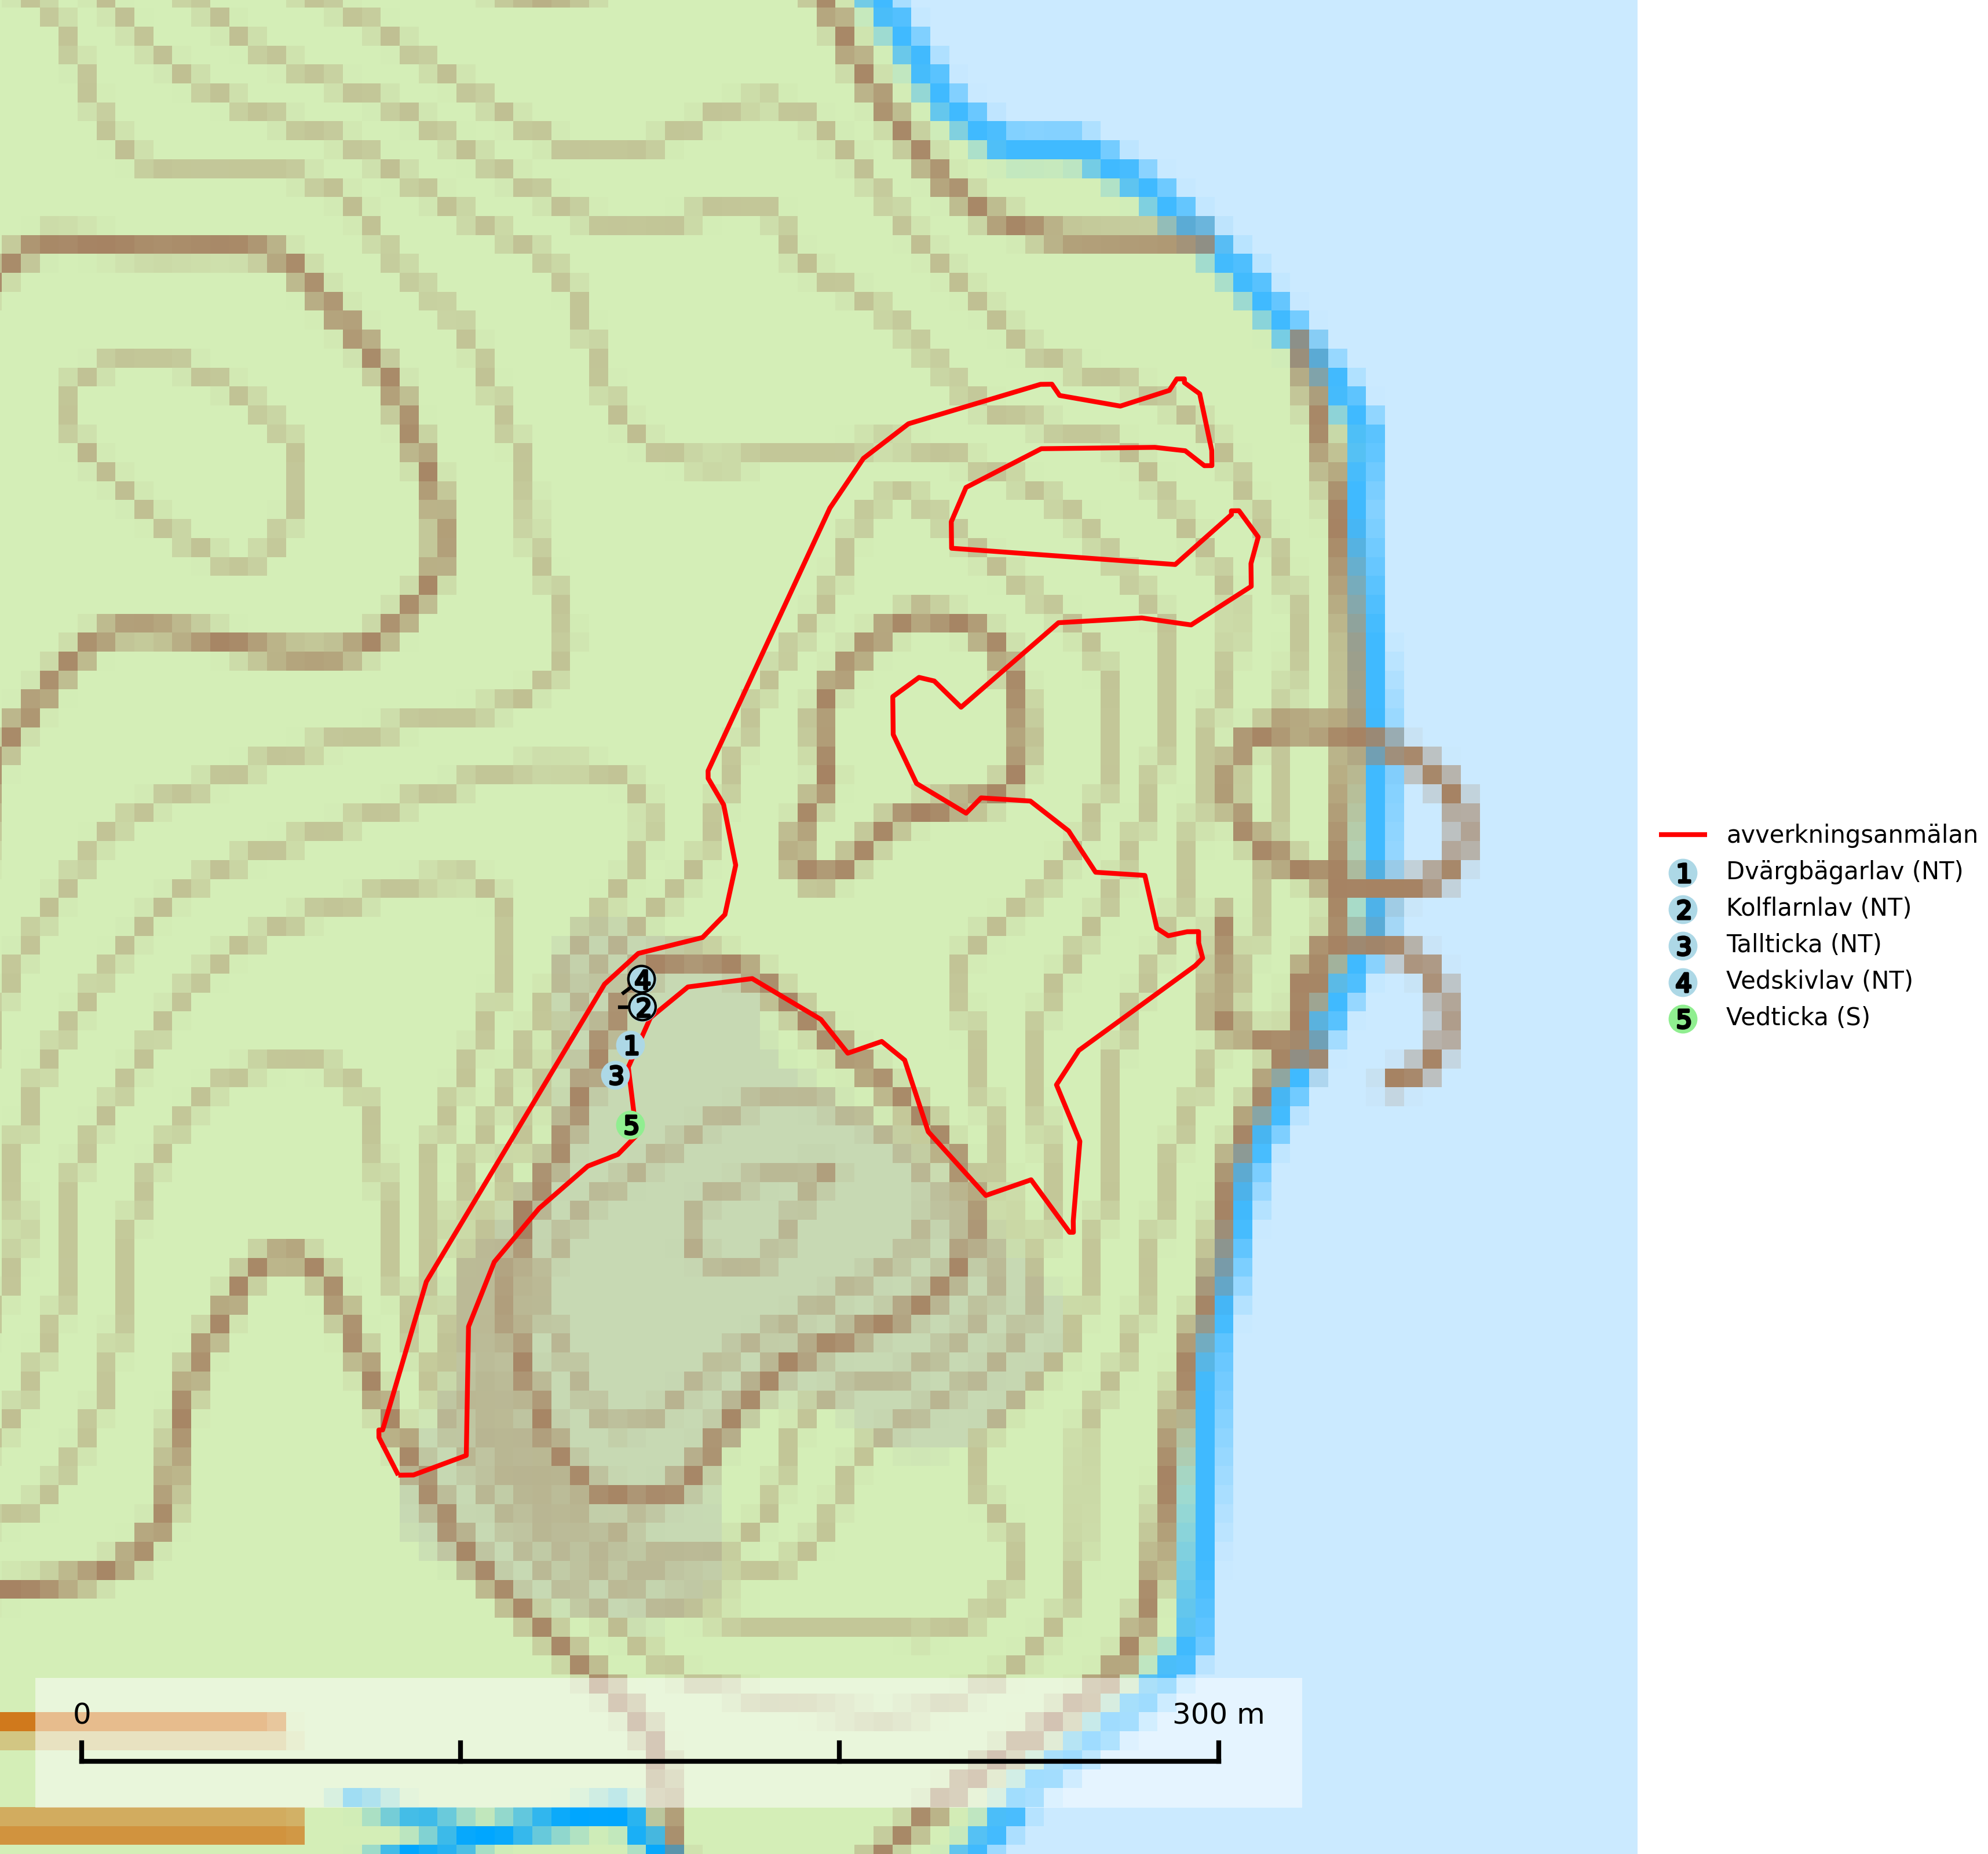 4
2
1
3
5
avverkningsanmälan
1 Dvärgbägarlav (NT)
2 Kolflarnlav (NT)
3 Tallticka (NT)
4 Vedskivlav (NT)
5 Vedticka (S)
0 300 m